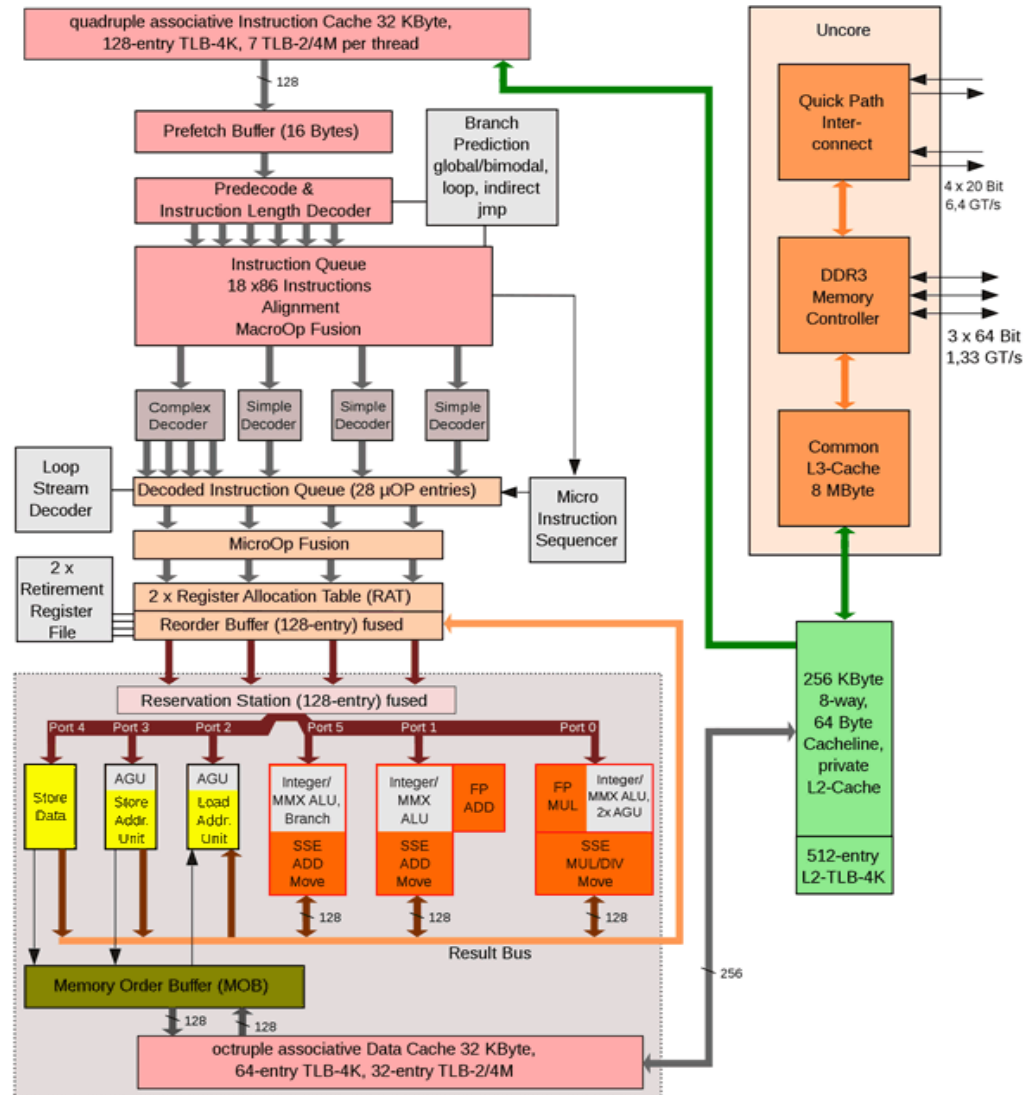 quadruple associative Instruction Cache 32 KByte,
128-entry TLB-4K, 7 TLB-2/4M per thread
128
Prefetch Buffer (16 Bytes)
Branch
Prediction
global/bimodal,
loop, indirect
jmp
Predecode &
Instruction Length Decoder
Instruction Queue
18 x86 Instructions
Alignment
MacroOp Fusion
Complex
Decoder
Simple
Decoder
Simple
Decoder
Simple
Decoder
Loop
Stream
Decoder
Decoded Instruction Queue (28 µOP entries)
Micro
Instruction
Sequencer
MicroOp Fusion
2 x
Retirement
Register
File
2 x Register Allocation Table (RAT)
Reorder Buffer (128-entry) fused
Reservation Station (128-entry) fused
Port 4
Port 3
Port 2
Port 5
Port 1
Port 0
Store
Data
AGU
Store
Addr.
Unit
AGU
Load
Addr.
Unit
Integer/
MMX ALU,
Branch
SSE
ADD
Move
Integer/
MMX
ALU
FP
ADD
SSE
ADD
Move
FP
MUL
Integer/
MMX ALU,
2x AGU
SSE
MUL/DIV
Move
128
128
128
Result Bus
Memory Order Buffer (MOB)
128
128
octruple associative Data Cache 32 KByte,
64-entry TLB-4K, 32-entry TLB-2/4M
256
Uncore
Quick Path
Inter-
connect
4 x 20 Bit
6,4 GT/s
DDR3
Memory
Controller
3 x 64 Bit
1,33 GT/s
Common
L3-Cache
8 MByte
256 KByte
8-way,
64 Byte
Cacheline,
private
L2-Cache
512-entry
L2-TLB-4K